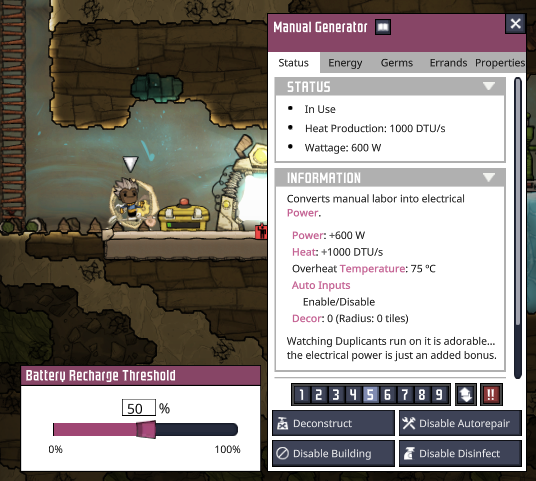 Manual Generator
Status Energy Germs Errands Properties
STATUS
• In Use
• Heat Production: 1000 DTU/s
• Wattage: 600 W
INFORMATION
Converts manual labor into electrical
Power.
Power: +600 W
Heat: +1000 DTU/s
Overheat Temperature: 75 °C
Auto Inputs
Enable/Disable
Decor: 0 (Radius: 0 tiles)
Watching Duplicants run on it is adorable...
the electrical power is just an added bonus.
1 2 3 4 5 6 7 8 9 !!
Deconstruct Disable Autorepair
Disable Building Disable Disinfect
Battery Recharge Threshold
50 %
0% 100%